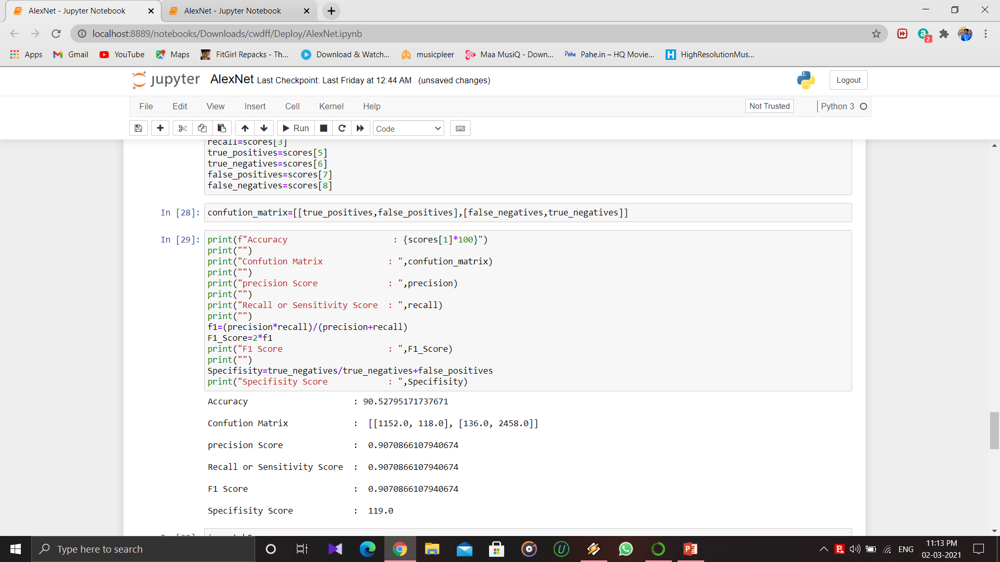 AlexNet - Jupyter Notebook
AlexNet - Jupyter Notebook
localhost:8889/notebooks/Downloads/cwdff/Deploy/AlexNet.ipynb
2
Apps Gmail YouTube Maps FitGirl Repacks - Th... Download & Watch... musicpleer Maa MusiQ - Down... Pahe Pahe.in – HQ Movie... H HighResolutionMus...
jupyter AlexNet Last Checkpoint: Last Friday at 12:44 AM (unsaved changes)
Logout
File Edit View Insert Cell Kernel Help
Not Trusted Python 3
Run Code
recall=scores[3]
true_positives=scores[5]
true_negatives=scores[6]
false_positives=scores[7]
false_negatives=scores[8]
In [28]: confution_matrix=[[true_positives,false_positives],[false_negatives,true_negatives]]
In [29]: print(f"Accuracy                     : {scores[1]*100}")
print("")
print("Confution Matrix             : ",confution_matrix)
print("")
print("precision Score              : ",precision)
print("")
print("Recall or Sensitivity Score  : ",recall)
print("")
f1=(precision*recall)/(precision+recall)
F1_Score=2*f1
print("F1 Score                     : ",F1_Score)
print("")
Specifisity=true_negatives/true_negatives+false_positives
print("Specifisity Score            : ",Specifisity)
Accuracy                     : 90.52795171737671
Confution Matrix             :  [[1152.0, 118.0], [136.0, 2458.0]]
precision Score              :  0.9070866107940674
Recall or Sensitivity Score  :  0.9070866107940674
F1 Score                     :  0.9070866107940674
Specifisity Score            :  119.0
Type here to search
ENG
11:13 PM
02-03-2021